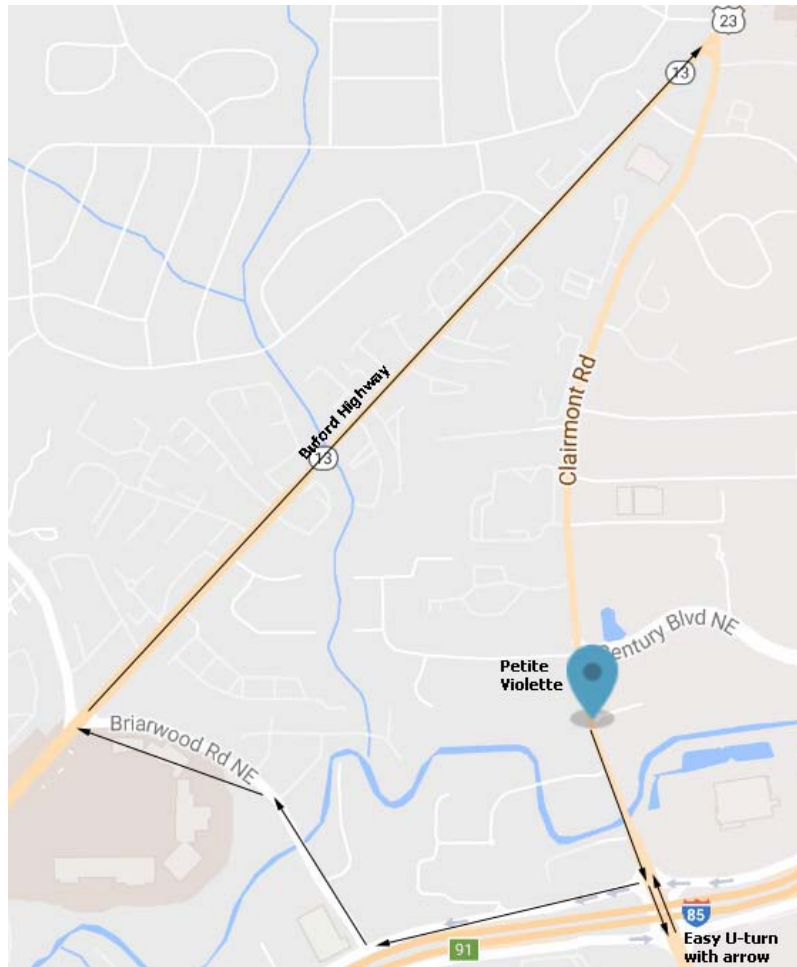 23
13
Buford Highway
13
Clairmont Rd
Century Blvd NE
Petite
Violette
Briarwood Rd NE
85
91
Easy U-turn
with arrow